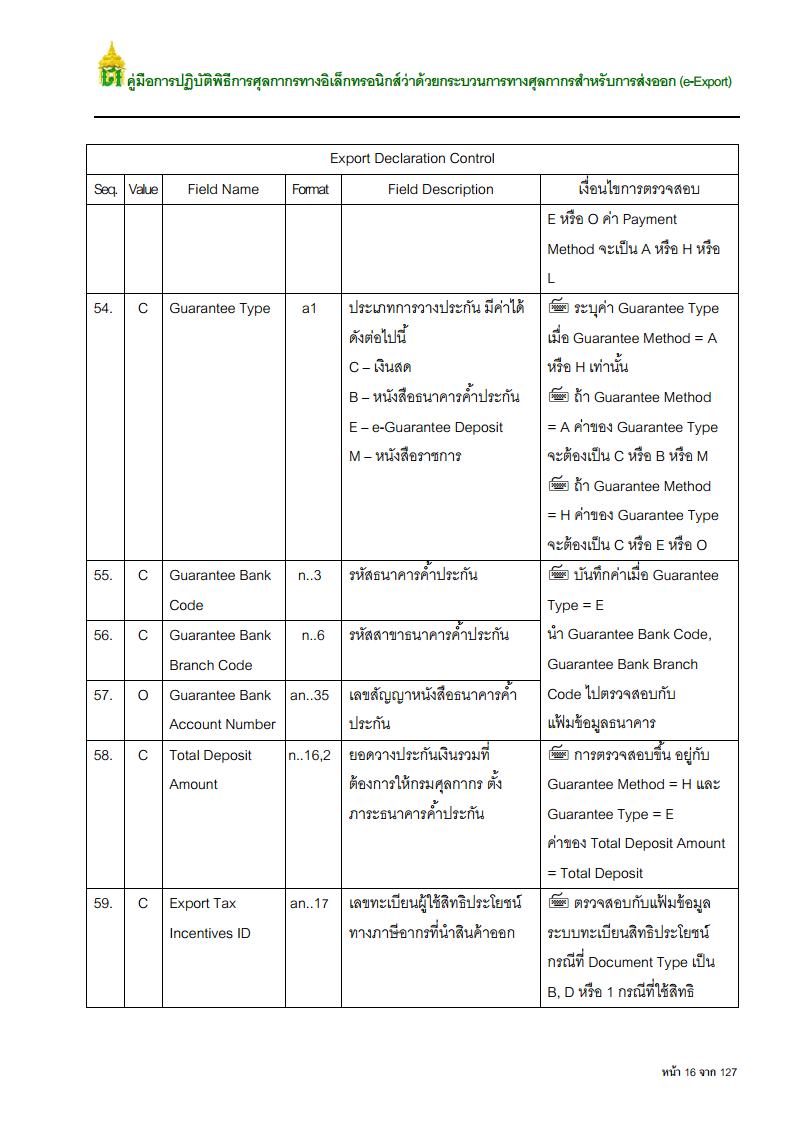 คู่มือการปฏิบัติพิธีการศุลกากรทางอิเล็กทรอนิกส์ว่าด้วยกระบวนการทางศุลกากรสำหรับการส่งออก (e-Export)
Export Declaration Control
Seq. Value Field Name Format Field Description เงื่อนไขการตรวจสอบ
E หรือ O ค่า Payment
Method จะเป็น A หรือ H หรือ
L
54. C Guarantee Type a1 ประเภทการวางประกัน มีค่าได้ ระบุค่า Guarantee Type
ดังต่อไปนี้ เมื่อ Guarantee Method = A
C – เงินสด หรือ H เท่านั้น
B – หนังสือธนาคารค้ำประกัน ถ้า Guarantee Method
E – e-Guarantee Deposit = A ค่าของ Guarantee Type
M – หนังสือราชการ จะต้องเป็น C หรือ B หรือ M
ถ้า Guarantee Method
= H ค่าของ Guarantee Type
จะต้องเป็น C หรือ E หรือ O
55. C Guarantee Bank n..3 รหัสธนาคารค้ำประกัน บันทึกค่าเมื่อ Guarantee
Code Type = E
56. C Guarantee Bank n..6 รหัสสาขาธนาคารค้ำประกัน นำ Guarantee Bank Code,
Branch Code Guarantee Bank Branch
57. O Guarantee Bank an..35 เลขสัญญาหนังสือธนาคารค้ำ Code ไปตรวจสอบกับ
Account Number ประกัน แฟ้มข้อมูลธนาคาร
58. C Total Deposit n..16,2 ยอดวางประกันเงินรวมที่ การตรวจสอบขึ้น อยู่กับ
Amount ต้องการให้กรมศุลกากร ตั้ง Guarantee Method = H และ
ภาระธนาคารค้ำประกัน Guarantee Type = E
ค่าของ Total Deposit Amount
= Total Deposit
59. C Export Tax an..17 เลขทะเบียนผู้ใช้สิทธิประโยชน์ ตรวจสอบกับแฟ้มข้อมูล
Incentives ID ทางภาษีอากรที่นำสินค้าออก ระบบทะเบียนสิทธิประโยชน์
กรณีที่ Document Type เป็น
B, D หรือ 1 กรณีที่ใช้สิทธิ
หน้า 16 จาก 127